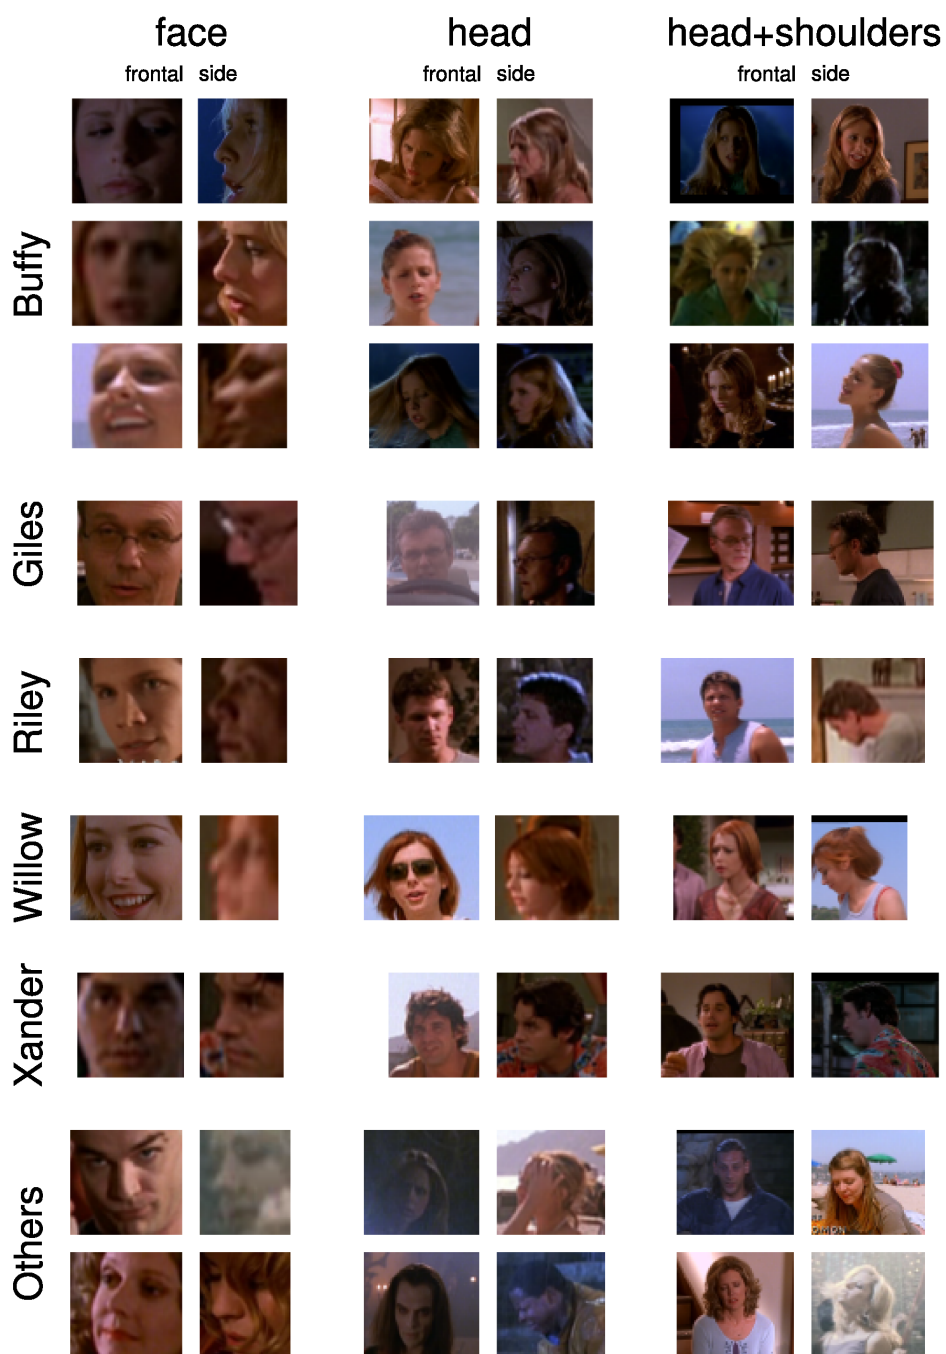 face head head+shoulders
frontal side frontal side frontal side
Buffy
Giles
Riley
Willow
Xander
Others